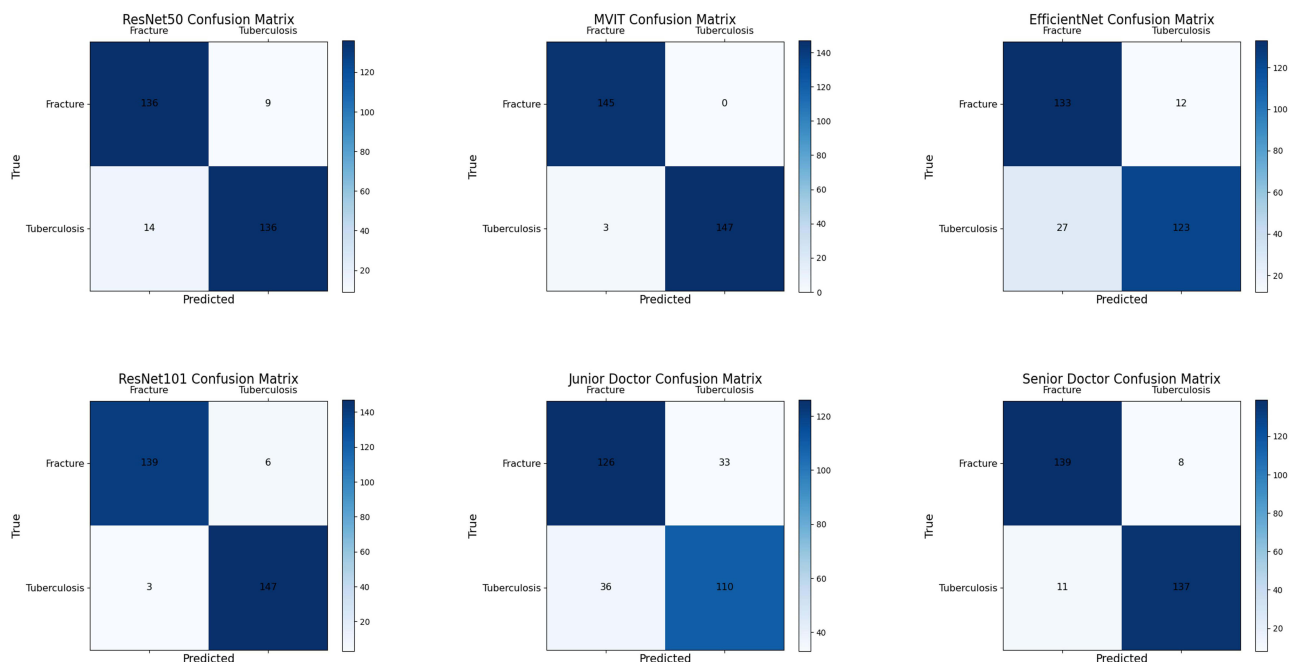 ResNet50 Confusion Matrix
Fracture Tuberculosis
Fracture 136 9
Tuberculosis 14 136
True
Predicted
120
100
80
60
40
20
MVIT Confusion Matrix
Fracture Tuberculosis
Fracture 145 0
Tuberculosis 3 147
True
Predicted
140
120
100
80
60
40
20
0
EfficientNet Confusion Matrix
Fracture Tuberculosis
Fracture 133 12
Tuberculosis 27 123
True
Predicted
120
100
80
60
40
20
ResNet101 Confusion Matrix
Fracture Tuberculosis
Fracture 139 6
Tuberculosis 3 147
True
Predicted
140
120
100
80
60
40
20
Junior Doctor Confusion Matrix
Fracture Tuberculosis
Fracture 126 33
Tuberculosis 36 110
True
Predicted
120
100
80
60
40
Senior Doctor Confusion Matrix
Fracture Tuberculosis
Fracture 139 8
Tuberculosis 11 137
True
Predicted
120
100
80
60
40
20